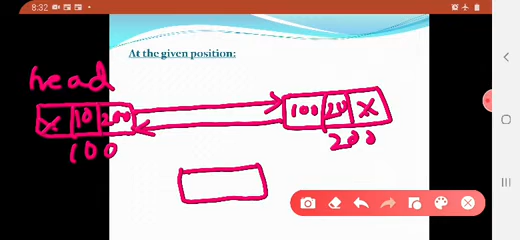 8:32
At the given position:
head
X 10 200
100 20 X
100
200